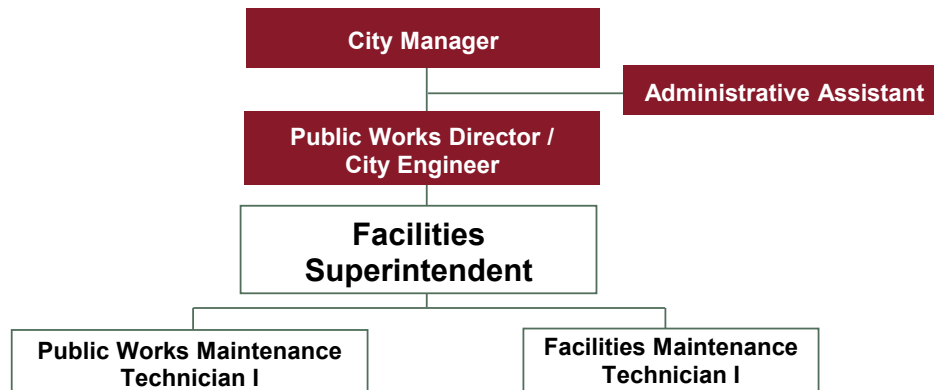 City Manager
Administrative Assistant
Public Works Director /
City Engineer
Facilities
Superintendent
Public Works Maintenance
Technician I
Facilities Maintenance
Technician I